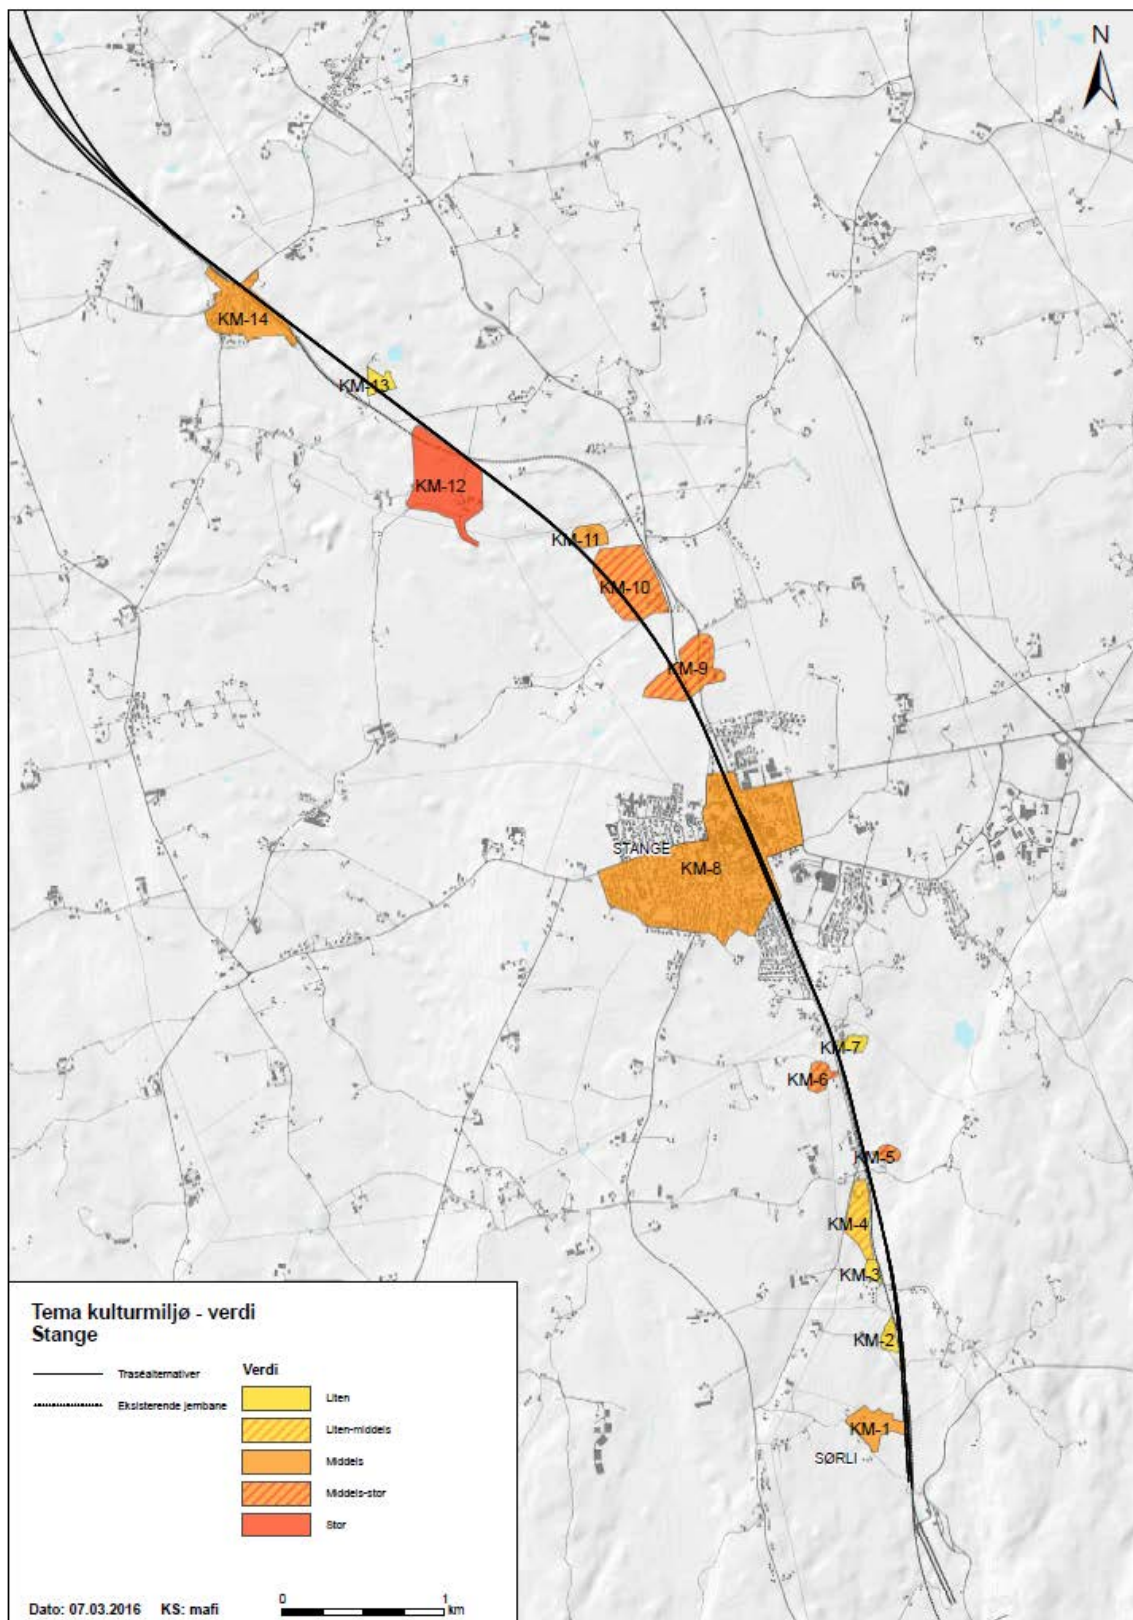 N
KM-14
KM-13
KM-12
KM-11
KM-10
KM-9
STANGE
KM-8
KM-7
KM-6
KM-5
KM-4
KM-3
KM-2
KM-1
SØRLI
Tema kulturmiljø - verdi
Stange
Traséalternativer
Eksisterende jernbane
Verdi
Liten
Liten-middels
Middels
Middels-stor
Stor
Dato: 07.03.2016 KS: mafi
0 1
km